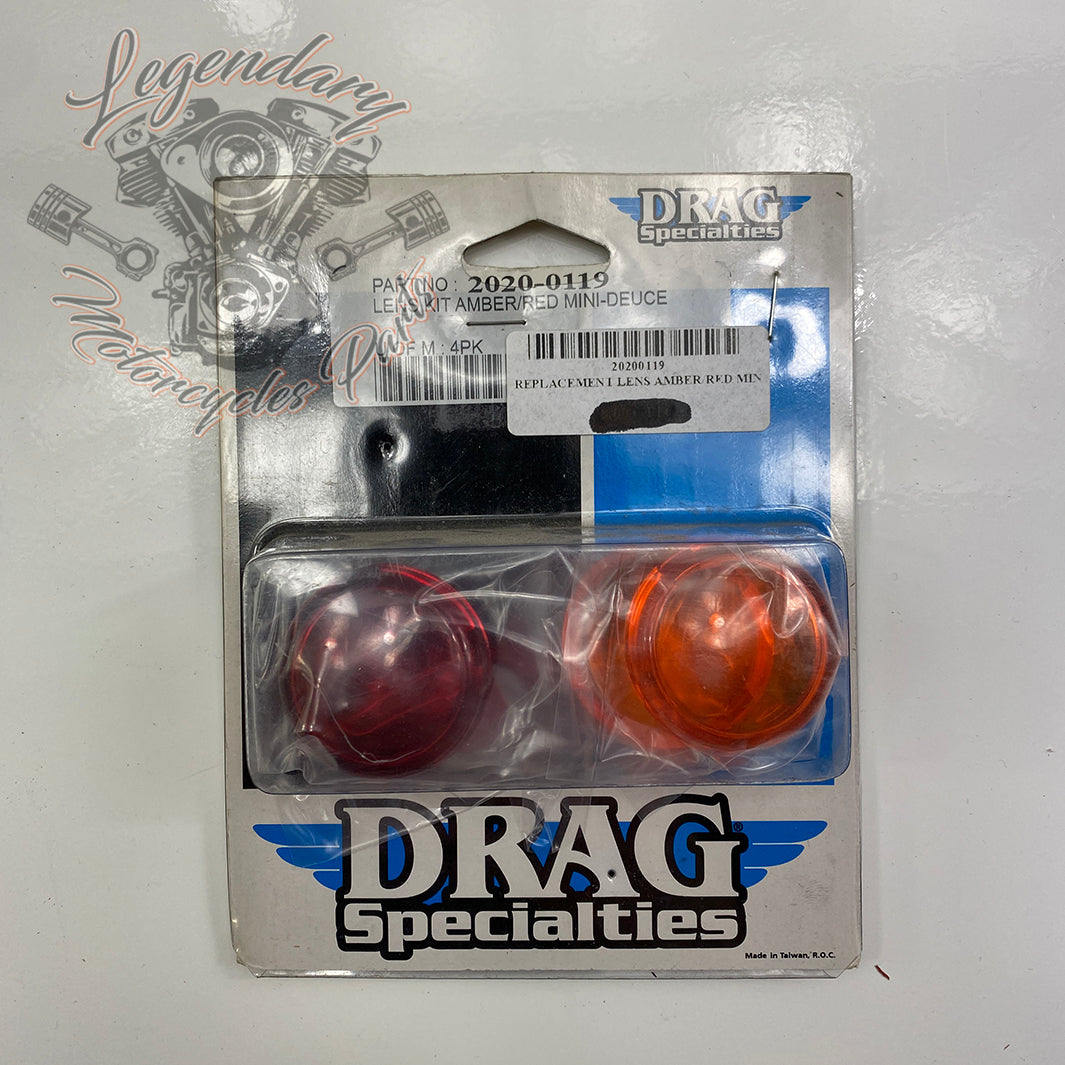 Legendary
Motorcycles Parts
DRAG
Specialties
PART NO : 2020-0119
LENS KIT AMBER/RED MINI-DEUCE
OF M : 4PK
20200119
REPLACEMENT LENS AMBER/RED MIN
DRAG®
Specialties
Made in Taiwan, R.O.C.